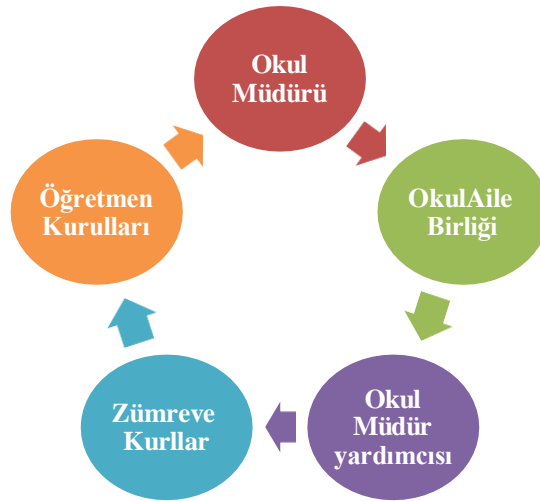 Okul
Müdürü
OkulAile
Birliği
Okul
Müdür
yardımcısı
Zümreve
Kurllar
Öğretmen
Kurulları